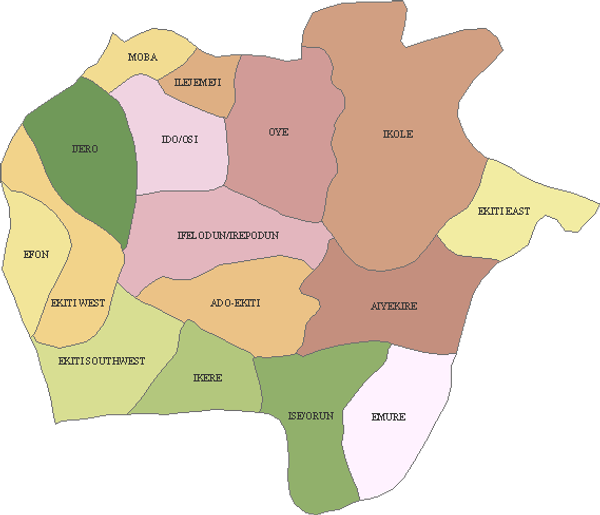 MOBA
ILEJEMEJI
OYE
IKOLE
IJERO
IDO/OSI
EKITI EAST
IFELODUN/IREPODUN
EFON
EKITI WEST
ADO-EKITI
AIYEKIRE
EKITI SOUTHWEST
IKERE
ISE/ORUN
EMURE